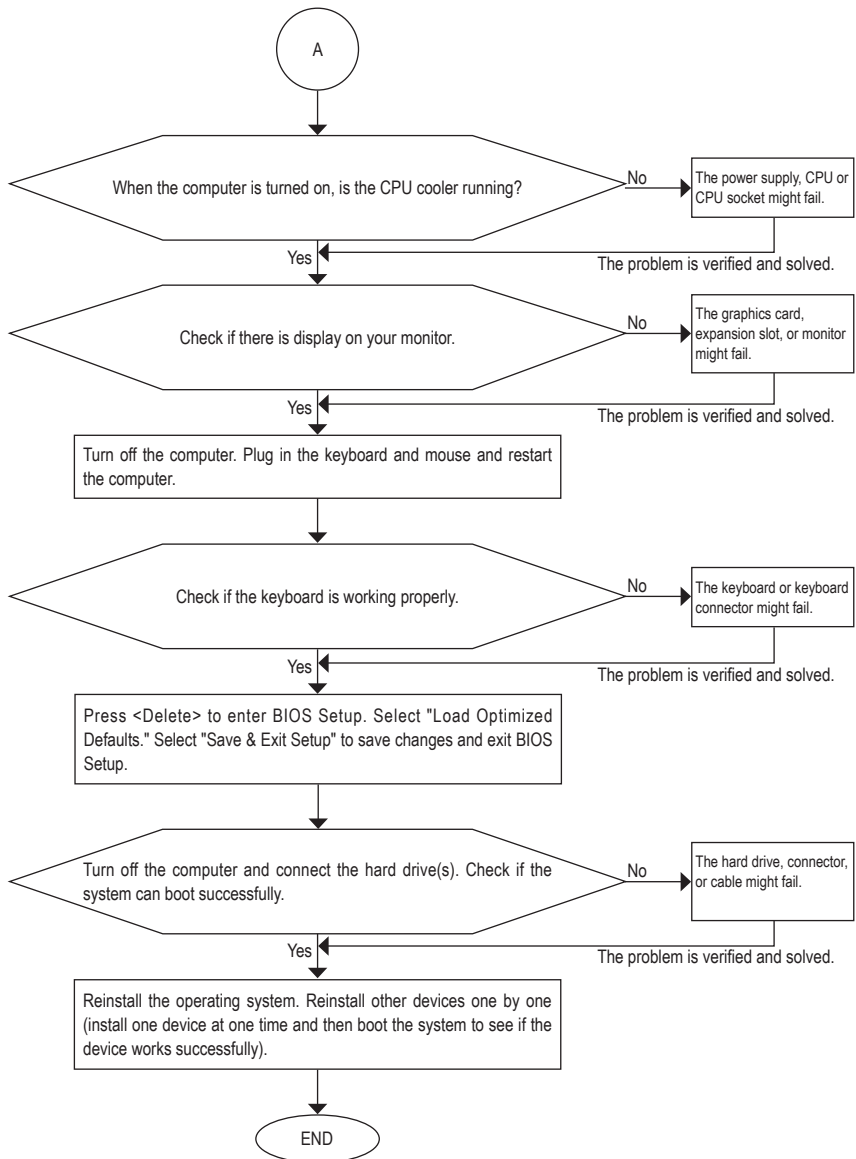 A
When the computer is turned on, is the CPU cooler running?
No
The power supply, CPU or
CPU socket might fail.
Yes
The problem is verified and solved.
Check if there is display on your monitor.
No
The graphics card,
expansion slot, or monitor
might fail.
Yes
The problem is verified and solved.
Turn off the computer. Plug in the keyboard and mouse and restart
the computer.
Check if the keyboard is working properly.
No
The keyboard or keyboard
connector might fail.
Yes
The problem is verified and solved.
Press <Delete> to enter BIOS Setup. Select "Load Optimized
Defaults." Select "Save & Exit Setup" to save changes and exit BIOS
Setup.
Turn off the computer and connect the hard drive(s). Check if the
system can boot successfully.
No
The hard drive, connector,
or cable might fail.
Yes
The problem is verified and solved.
Reinstall the operating system. Reinstall other devices one by one
(install one device at one time and then boot the system to see if the
device works successfully).
END